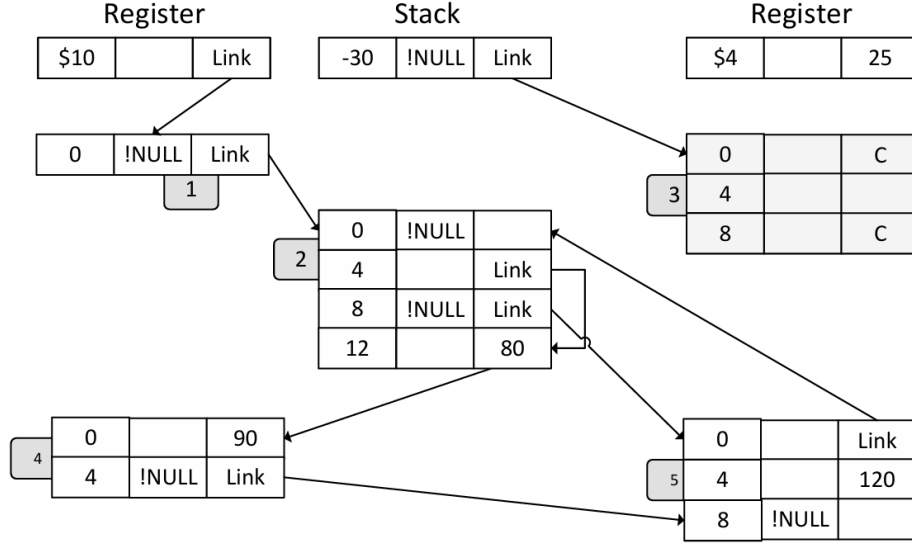 Register Stack Register
$10 Link -30 !NULL Link $4 25
0 !NULL Link
1
0 C
3 4
8 C
0 !NULL
2 4 Link
8 !NULL Link
12 80
0 90
4
4 !NULL Link
0 Link
5 4 120
8 !NULL